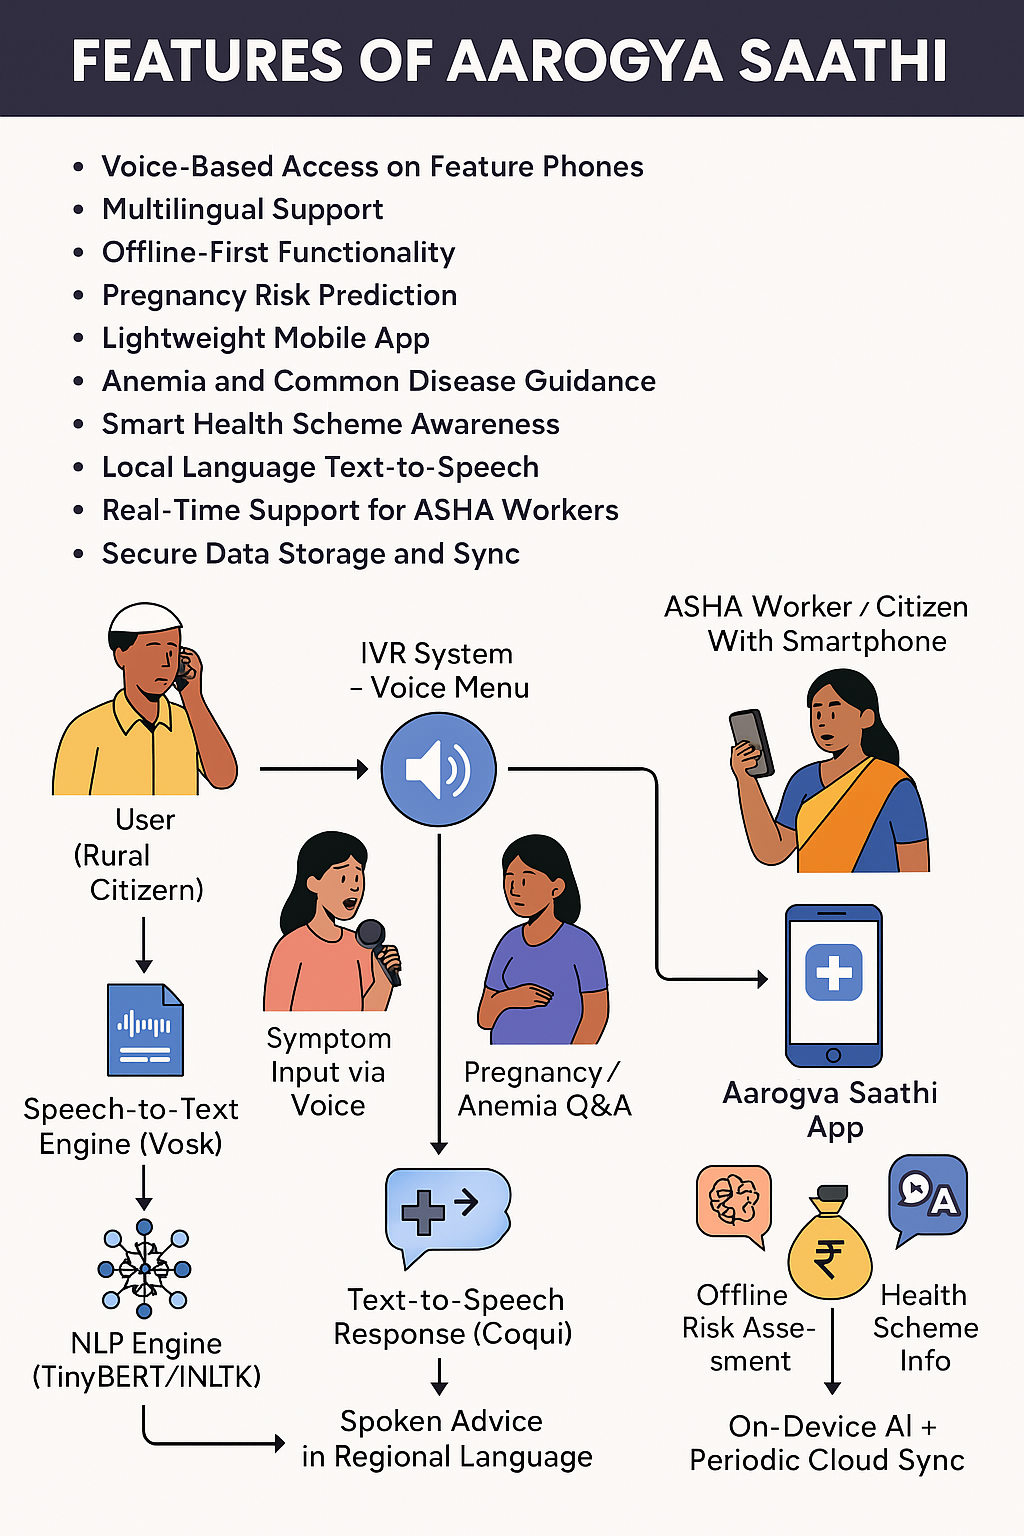 FEATURES OF AAROGYA SAATHI
• Voice-Based Access on Feature Phones
• Multilingual Support
• Offline-First Functionality
• Pregnancy Risk Prediction
• Lightweight Mobile App
• Anemia and Common Disease Guidance
• Smart Health Scheme Awareness
• Local Language Text-to-Speech
• Real-Time Support for ASHA Workers
• Secure Data Storage and Sync
ASHA Worker / Citizen
With Smartphone
IVR System
– Voice Menu
User
(Rural
Citizern)
Symptom
Input via
Voice
Pregnancy /
Anemia Q&A
Aarogva Saathi
App
Speech-to-Text
Engine (Vosk)
A
₹
Text-to-Speech
Response (Coqui)
Offline
Risk Asse-
sment
Health
Scheme
Info
NLP Engine
(TinyBERT/INLTK)
Spoken Advice
in Regional Language
On-Device AI +
Periodic Cloud Sync